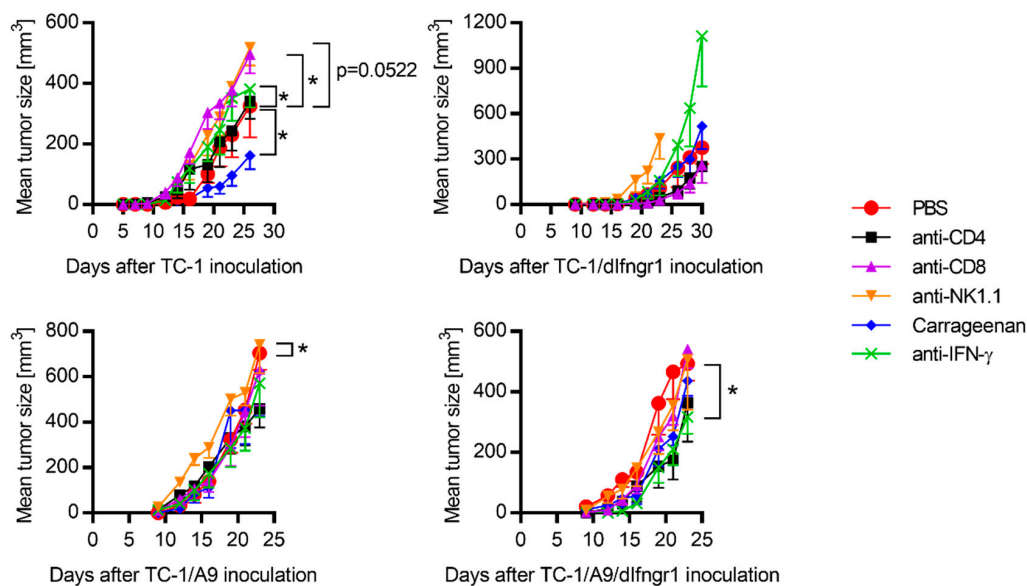 600
400
200
0
Mean tumor size [mm³]
0 5 10 15 20 25 30
Days after TC-1 inoculation
*
*
*
p=0.0522
1200
900
600
300
0
Mean tumor size [mm³]
0 5 10 15 20 25 30
Days after TC-1/dIfngr1 inoculation
800
600
400
200
0
Mean tumor size [mm³]
0 5 10 15 20 25
Days after TC-1/A9 inoculation
*
600
400
200
0
Mean tumor size [mm³]
0 5 10 15 20 25
Days after TC-1/A9/dIfngr1 inoculation
*
PBS
anti-CD4
anti-CD8
anti-NK1.1
Carrageenan
anti-IFN-γ